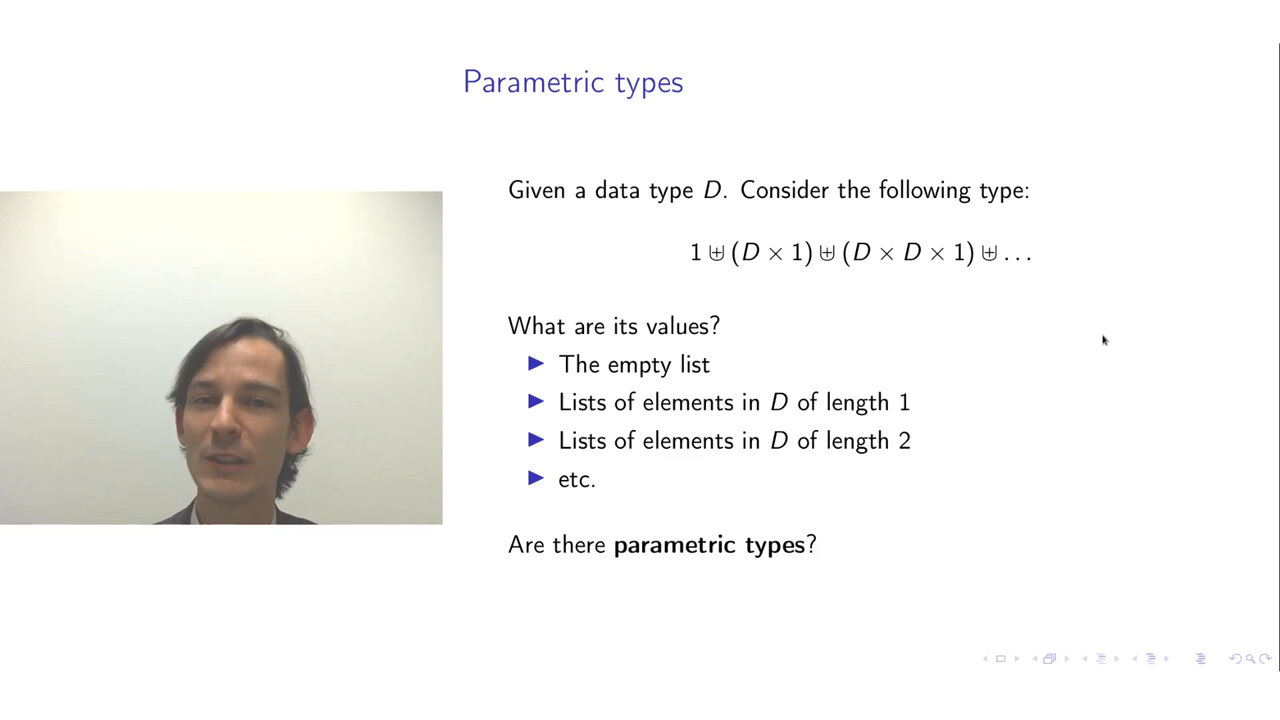 Parametric types
Given a data type D. Consider the following type:
1 ⊎ (D × 1) ⊎ (D × D × 1) ⊎ ...
What are its values?
▶ The empty list
▶ Lists of elements in D of length 1
▶ Lists of elements in D of length 2
▶ etc.
Are there parametric types?